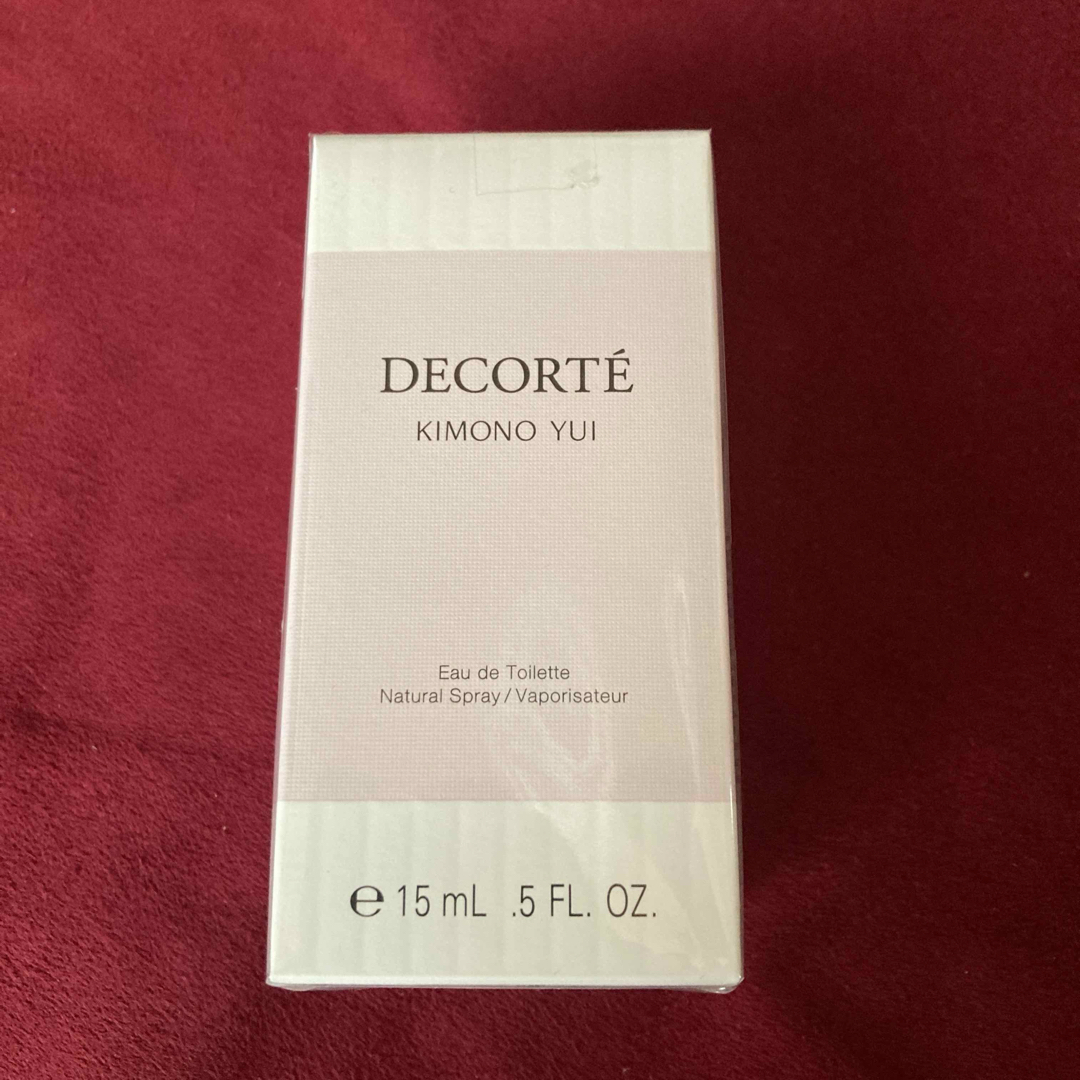 DECORTÉ
KIMONO YUI
Eau de Toilette
Natural Spray / Vaporisateur
℮ 15 mL .5 FL. OZ.